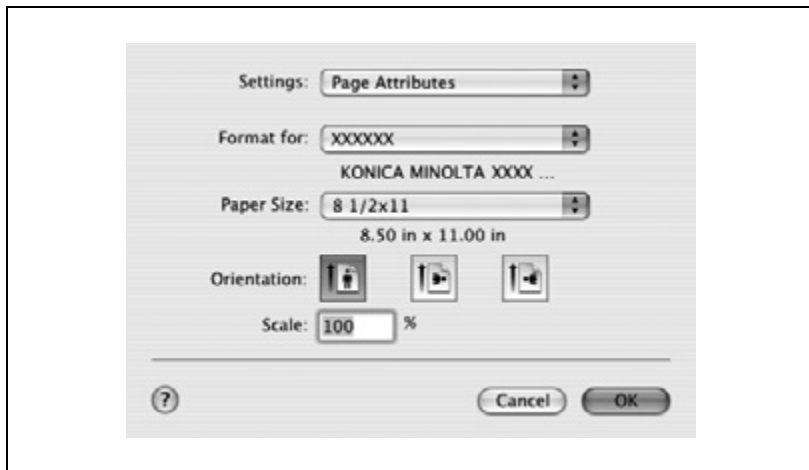 Settings: Page Attributes
Format for: XXXXXX
KONICA MINOLTA XXXX ...
Paper Size: 8 1/2x11
8.50 in x 11.00 in
Orientation:
Scale: 100 %
? Cancel OK